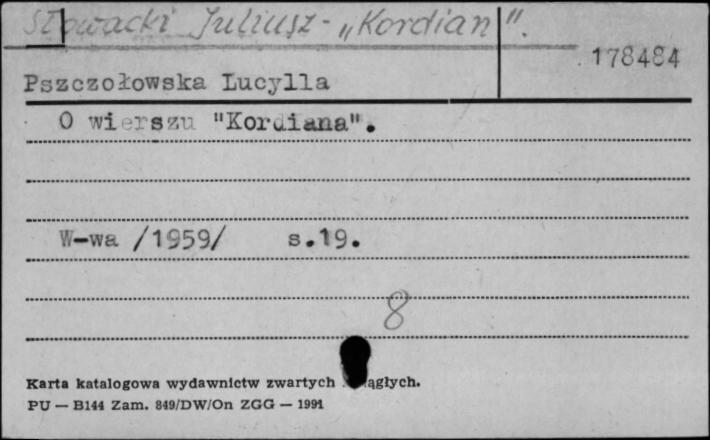 Słowacki Juliusz - „Kordian".
178484
Pszczołowska Lucylla
O wierszu "Kordiana".
W-wa /1959/ s.19.
8
Karta katalogowa wydawnictw zwartych ągłych.
PU — B144 Zam. 849/DW/On ZGG — 1991